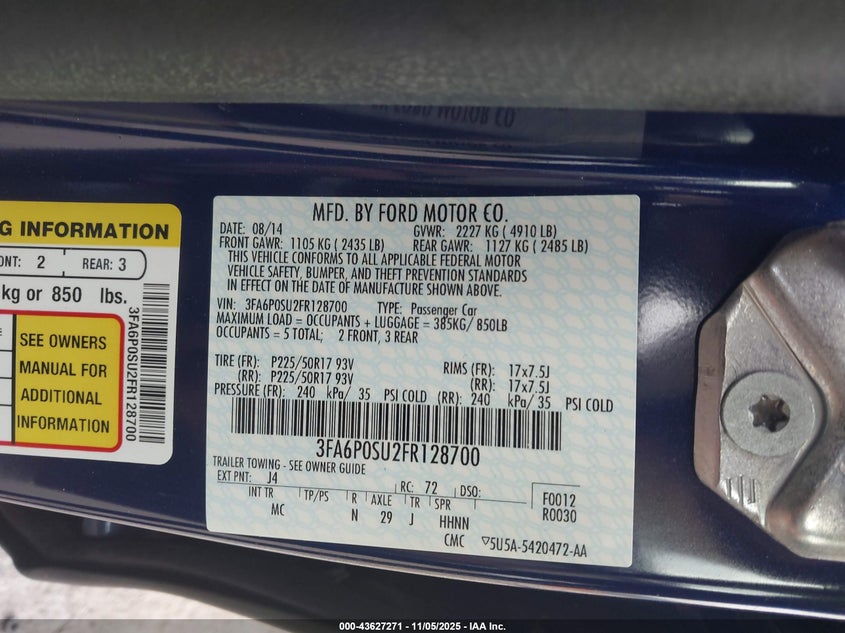 G INFORMATION
ONT: 2 REAR: 3
kg or 850 lbs.
SEE OWNERS
MANUAL FOR
ADDITIONAL
INFORMATION
3FA6P0SU2FR128700
MFD. BY FORD MOTOR CO.
DATE: 08/14 GVWR: 2227 KG ( 4910 LB)
FRONT GAWR: 1105 KG ( 2435 LB) REAR GAWR: 1127 KG ( 2485 LB)
THIS VEHICLE CONFORMS TO ALL APPLICABLE FEDERAL MOTOR
VEHICLE SAFETY, BUMPER, AND THEFT PREVENTION STANDARDS
IN EFFECT ON THE DATE OF MANUFACTURE SHOWN ABOVE.
VIN: 3FA6P0SU2FR128700 TYPE: Passenger Car
MAXIMUM LOAD = OCCUPANTS + LUGGAGE = 385KG/ 850LB
OCCUPANTS = 5 TOTAL; 2 FRONT, 3 REAR
TIRE (FR): P225/50R17 93V RIMS (FR): 17x7.5J
(RR): P225/50R17 93V (RR): 17x7.5J
PRESSURE (FR): 240 kPa/ 35 PSI COLD (RR): 240 kPa/ 35 PSI COLD
3FA6P0SU2FR128700
TRAILER TOWING - SEE OWNER GUIDE
EXT PNT: J4 RC: 72 DSO: F0012
INT TR TP/PS R AXLE TR SPR R0030
MC N 29 J HHNN
CMC ▽5U5A-5420472-AA
000-43627271 - 11/05/2025 - IAA Inc.